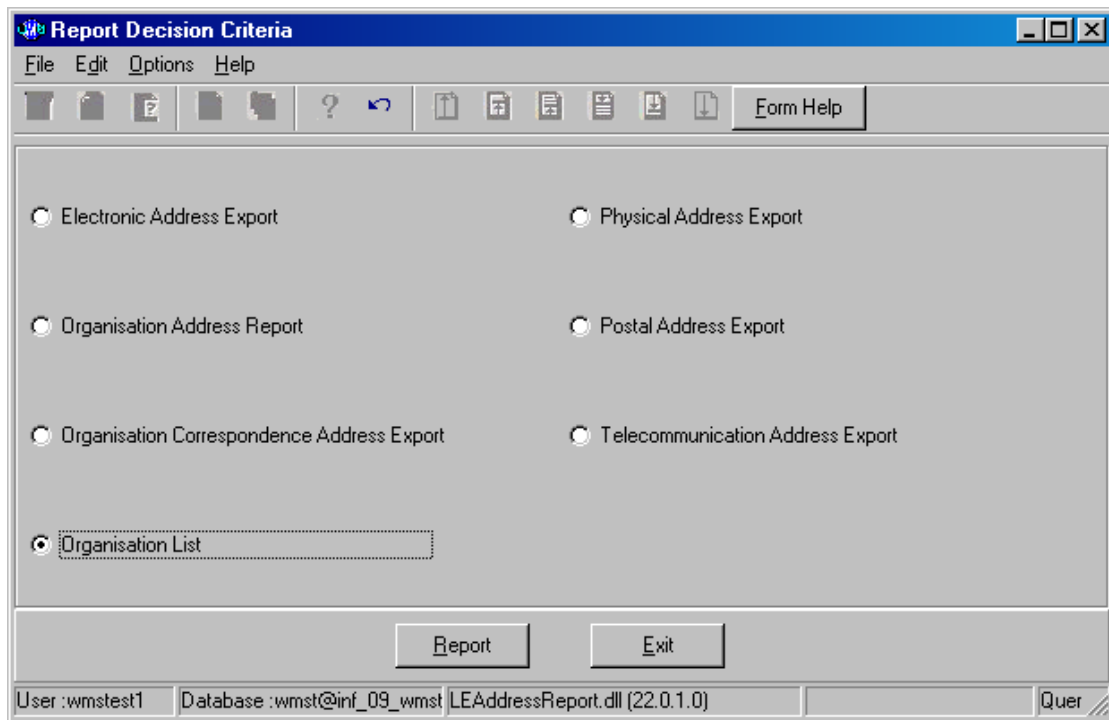 Report Decision Criteria
File Edit Options Help
? Form Help
Electronic Address Export
Physical Address Export
Organisation Address Report
Postal Address Export
Organisation Correspondence Address Export
Telecommunication Address Export
Organisation List
Report Exit
User :wmstest1 Database :wmst@inf_09_wmst LEAddressReport.dll (22.0.1.0) Quer